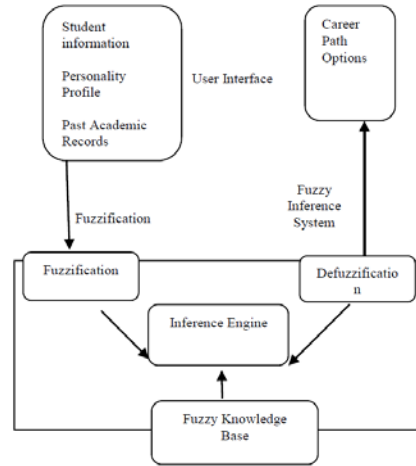 Student
information
Personality
Profile
Past Academic
Records
User Interface
Career
Path
Options
Fuzzification
Fuzzy
Inference
System
Fuzzification
Defuzzificatio
n
Inference Engine
Fuzzy Knowledge
Base